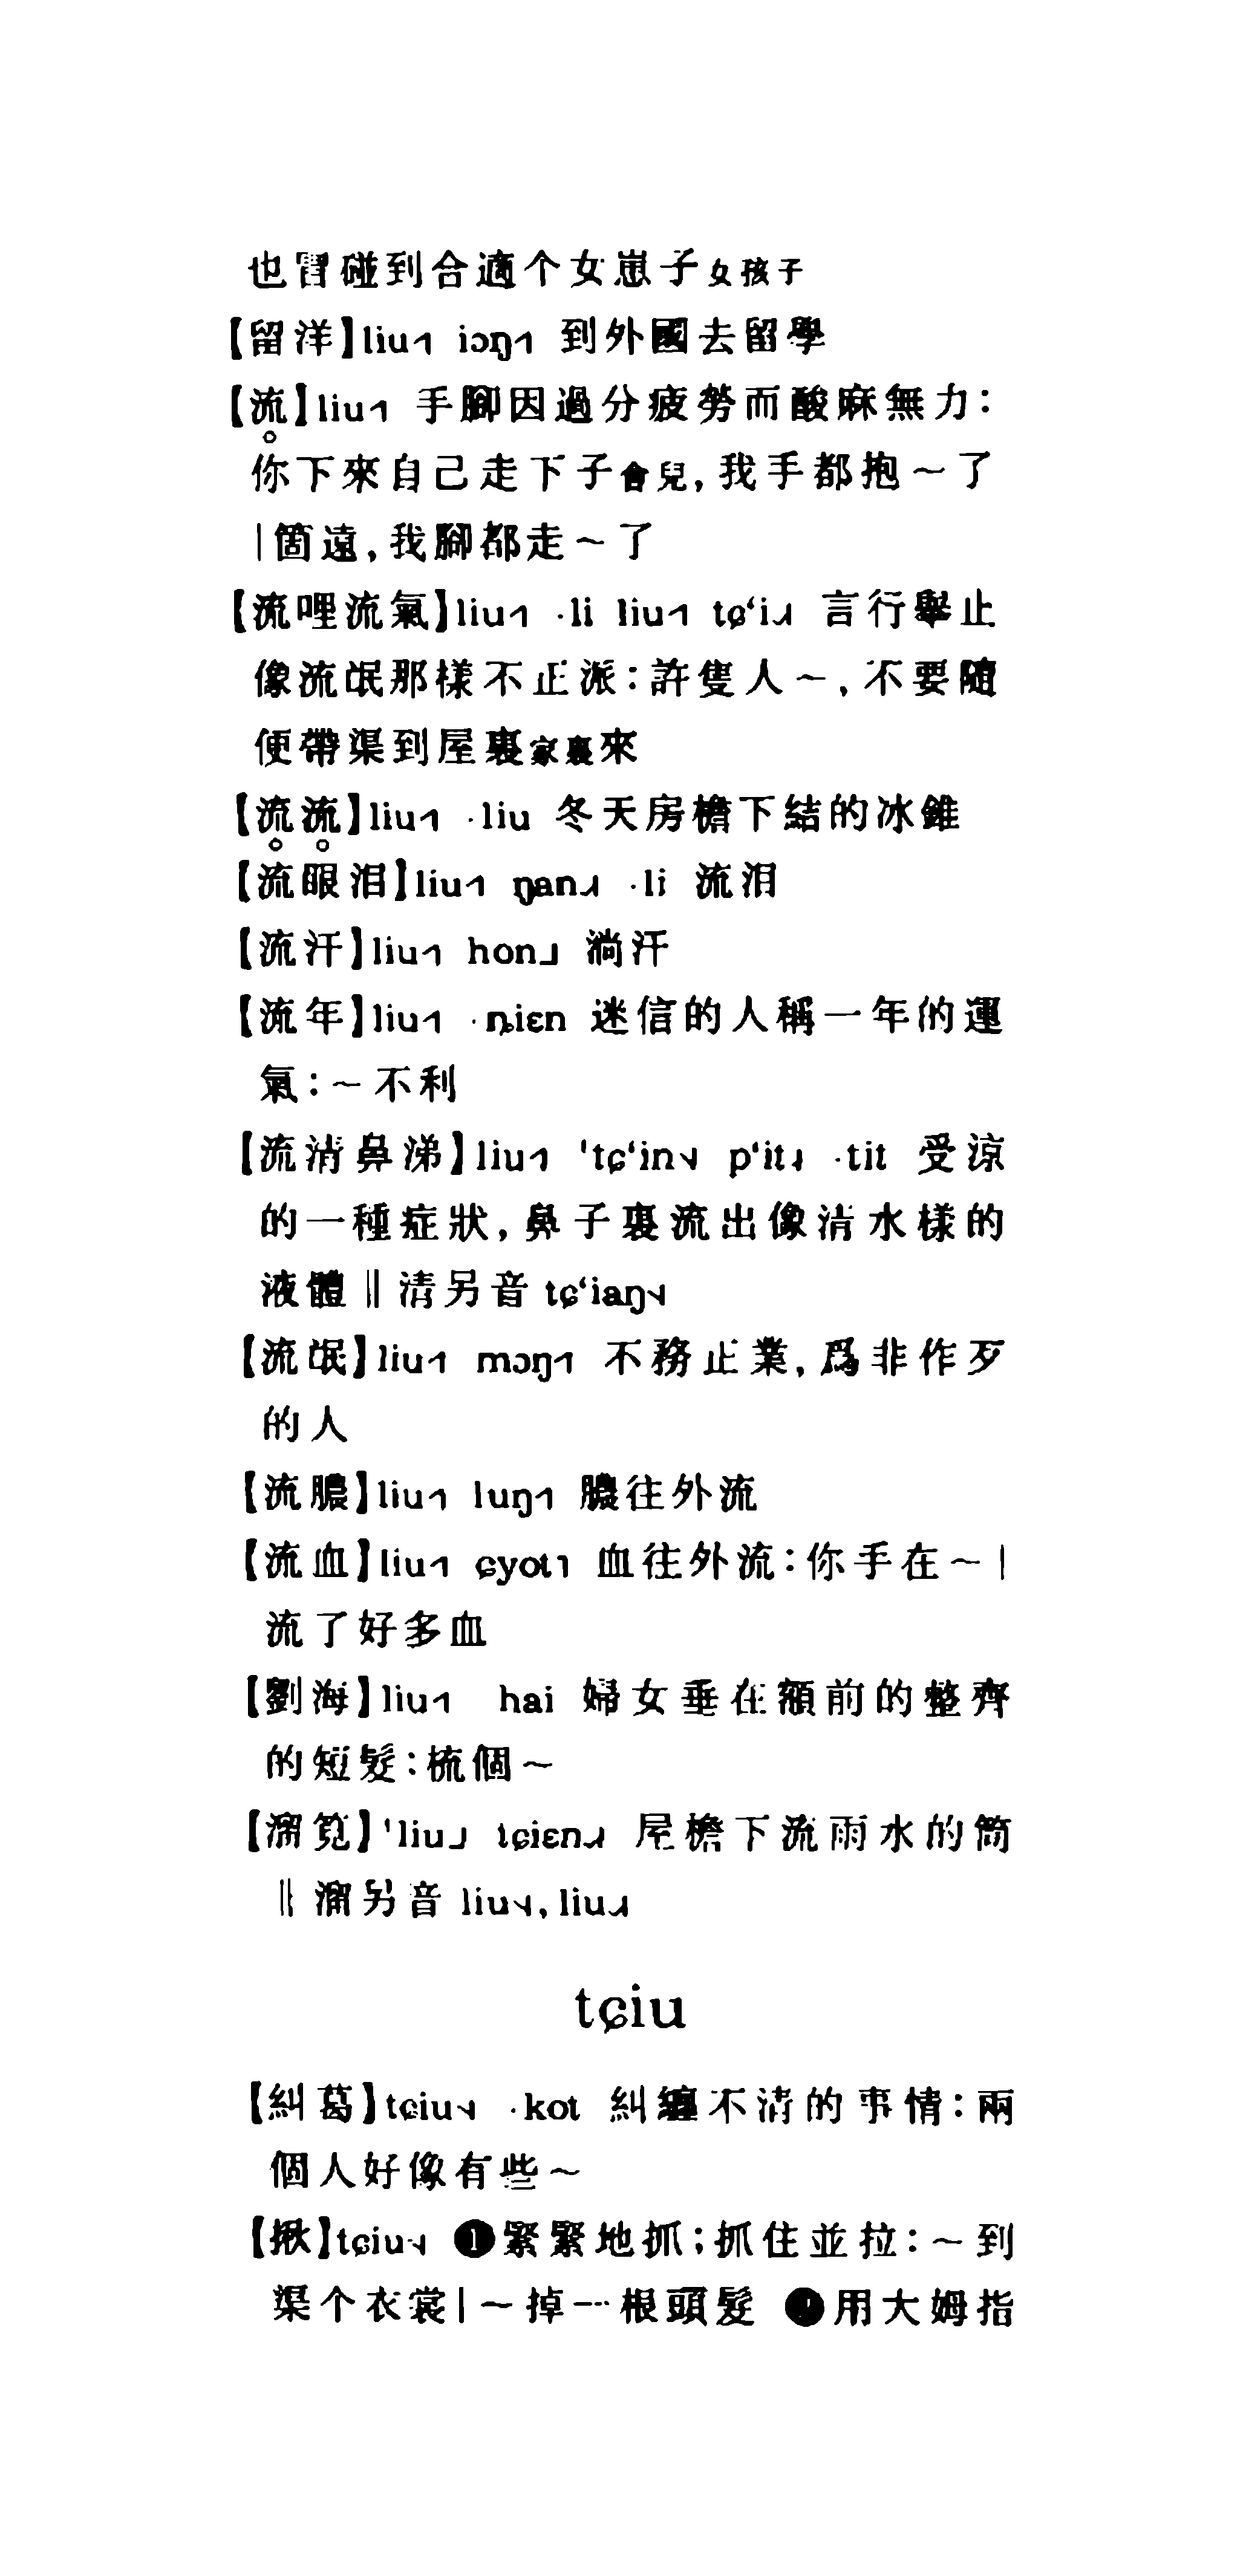 也冒碰到合適个女崽子女孩子
【留洋】liu˧˥ iɔŋ˧˥ 到外國去留學
【流】liu˧˥ 手腳因過分疲勞而酸麻無力：
你下來自己走下子會兒，我手都抱～了
｜箇遠，我腳都走～了
【流哩流氣】liu˧˥ ·li liu˧˥ tɕ‘i˨˩˧ 言行舉止
像流氓那樣不正派：許隻人～，不要隨
便帶渠到屋裏家裏來
【流流】liu˧˥ ·liu 冬天房檐下結的冰錐
【流眼泪】liu˧˥ ŋan˨˩˧ ·li 流泪
【流汗】liu˧˥ hon˩ 淌汗
【流年】liu˧˥ ·ȵiɛn 迷信的人稱一年的運
氣：～不利
【流清鼻涕】liu˧˥ ˈtɕ‘in˦˨ p‘it˨ ·tit 受涼
的一種症狀，鼻子裏流出像清水樣的
液體 ‖ 清另音 tɕ‘iaŋ˦˨
【流氓】liu˧˥ mɔŋ˧˥ 不務正業，爲非作歹
的人
【流膿】liu˧˥ luŋ˧˥ 膿往外流
【流血】liu˧˥ ɕyot˥ 血往外流：你手在～｜
流了好多血
【劉海】liu˧˥ hai 婦女垂在額前的整齊
的短髮：梳個～
【溜筧】ˈliu˩ tɕiɛn˨˩˧ 屋檐下流雨水的筒
‖ 溜另音 liu˦˨，liu˨˩˧
tɕiu
【糾葛】tɕiu˦˨ ·kot 糾纏不清的事情：兩
個人好像有些～
【揪】tɕiu˦˨ ❶緊緊地抓；抓住並拉：～到
渠个衣裳｜～掉一根頭髮 ❷用大姆指